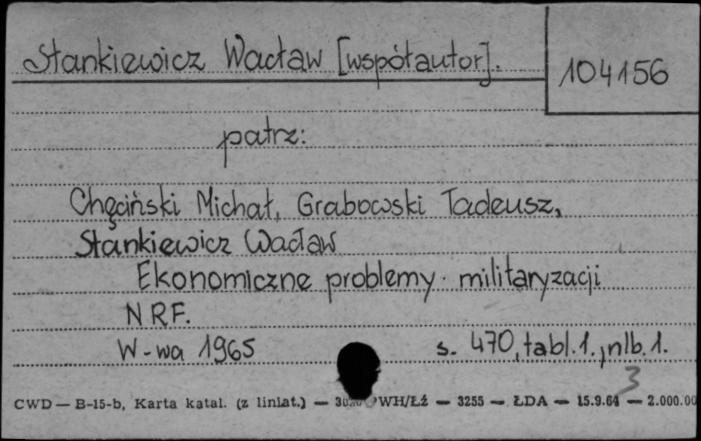 Stankiewicz Wacław [współautor].
104156
patrz:
Chęciński Michał, Grabowski Tadeusz,
Stankiewicz Wacław
Ekonomiczne problemy militaryzacji
NRF.
W-wa 1965 s. 470, tabl. 1., nlb. 1.
3
CWD — B-15-b, Karta katal. (z liniat.) — WH/Łź — 3255 — ŁDA — 15.9.64 — 2.000.00